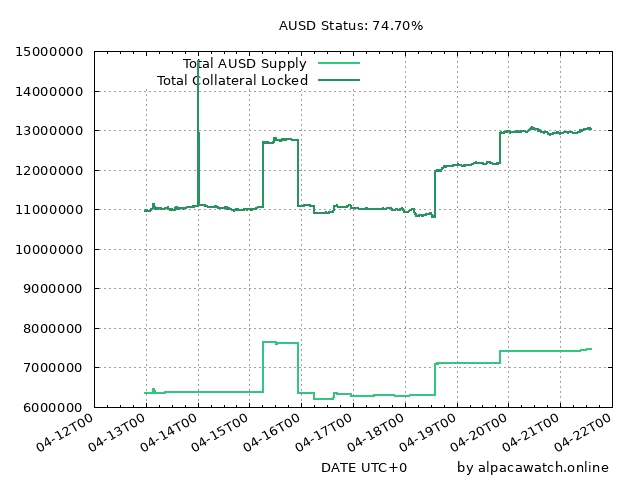 AUSD Status: 74.70%
Total AUSD Supply
Total Collateral Locked
15000000
14000000
13000000
12000000
11000000
10000000
9000000
8000000
7000000
6000000
04-12T00
04-13T00
04-14T00
04-15T00
04-16T00
04-17T00
04-18T00
04-19T00
04-20T00
04-21T00
04-22T00
DATE UTC+0
by alpacawatch.online